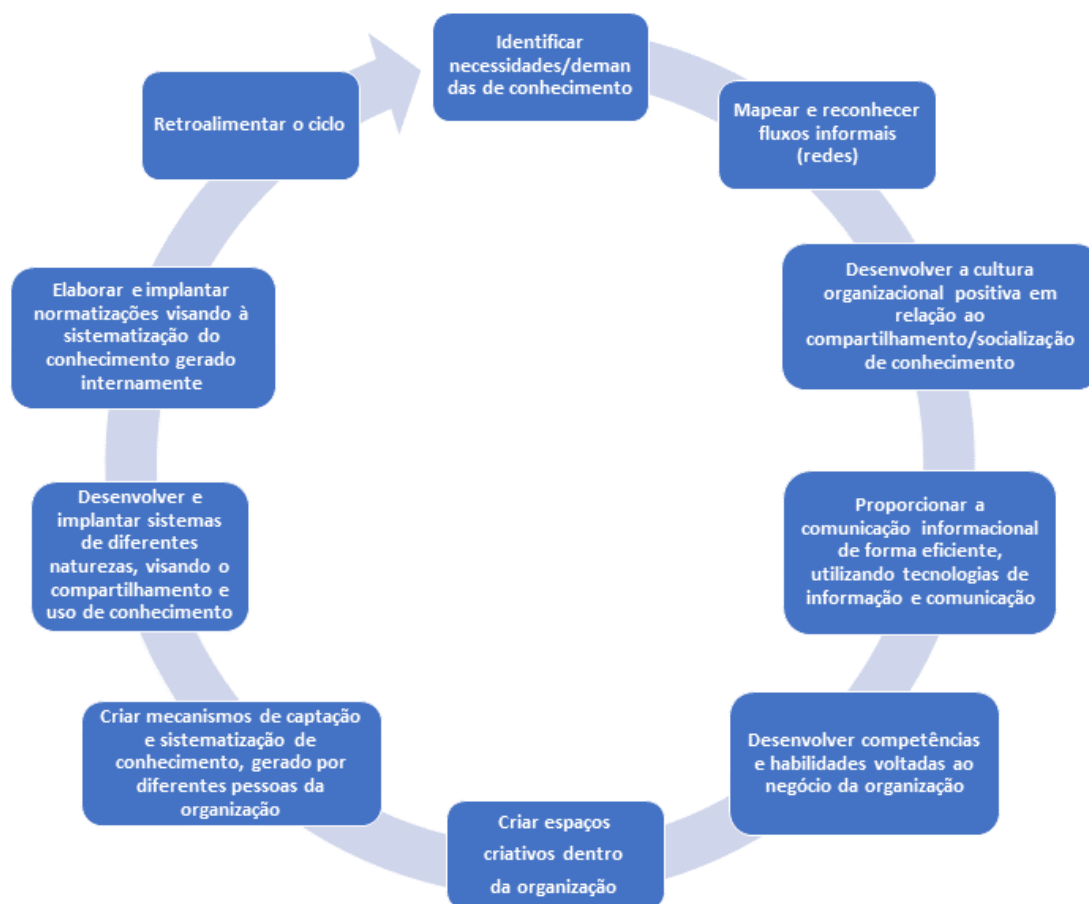 Identificar
necessidades/deman
das de conhecimento
Mapear e reconhecer
fluxos informais
(redes)
Desenvolver a cultura
organizacional positiva em
relação ao
compartilhamento/socialização
de conhecimento
Proporcionar a
comunicação informacional
de forma eficiente,
utilizando tecnologias de
informação e comunicação
Desenvolver competências
e habilidades voltadas ao
negócio da organização
Criar espaços
criativos dentro
da organização
Criar mecanismos de captação
e sistematização de
conhecimento, gerado por
diferentes pessoas da
organização
Desenvolver e
implantar sistemas
de diferentes
naturezas, visando o
compartilhamento e
uso de conhecimento
Elaborar e implantar
normatizações visando à
sistematização do
conhecimento gerado
internamente
Retroalimentar o ciclo